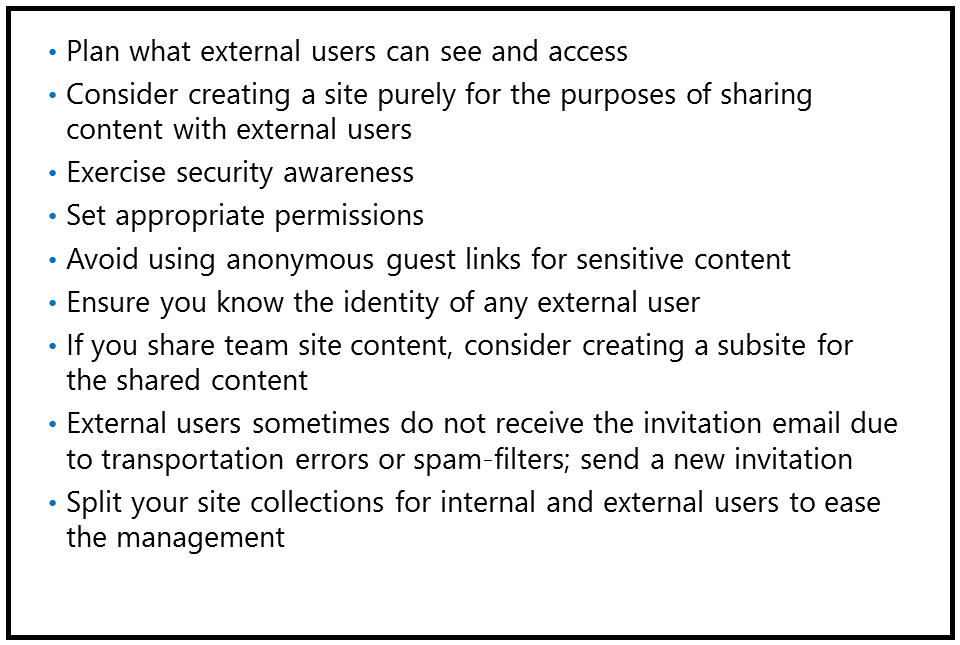 • Plan what external users can see and access
• Consider creating a site purely for the purposes of sharing
content with external users
• Exercise security awareness
• Set appropriate permissions
• Avoid using anonymous guest links for sensitive content
• Ensure you know the identity of any external user
• If you share team site content, consider creating a subsite for
the shared content
• External users sometimes do not receive the invitation email due
to transportation errors or spam-filters; send a new invitation
• Split your site collections for internal and external users to ease
the management